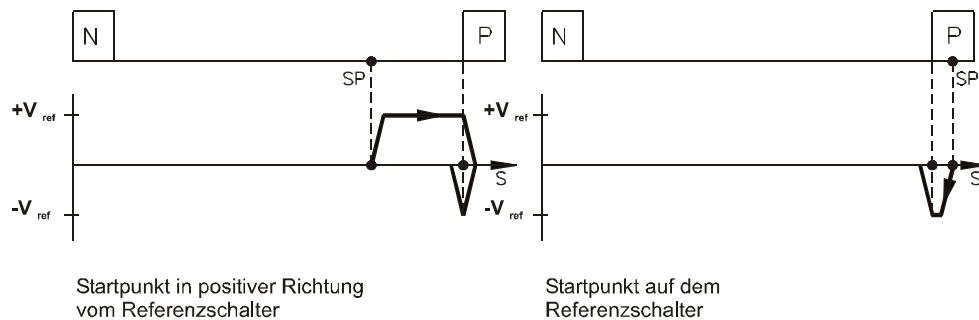 N P N P
SP SP
+V ref +V ref
S S
-V ref -V ref
Startpunkt in positiver Richtung
vom Referenzschalter
Startpunkt auf dem
Referenzschalter